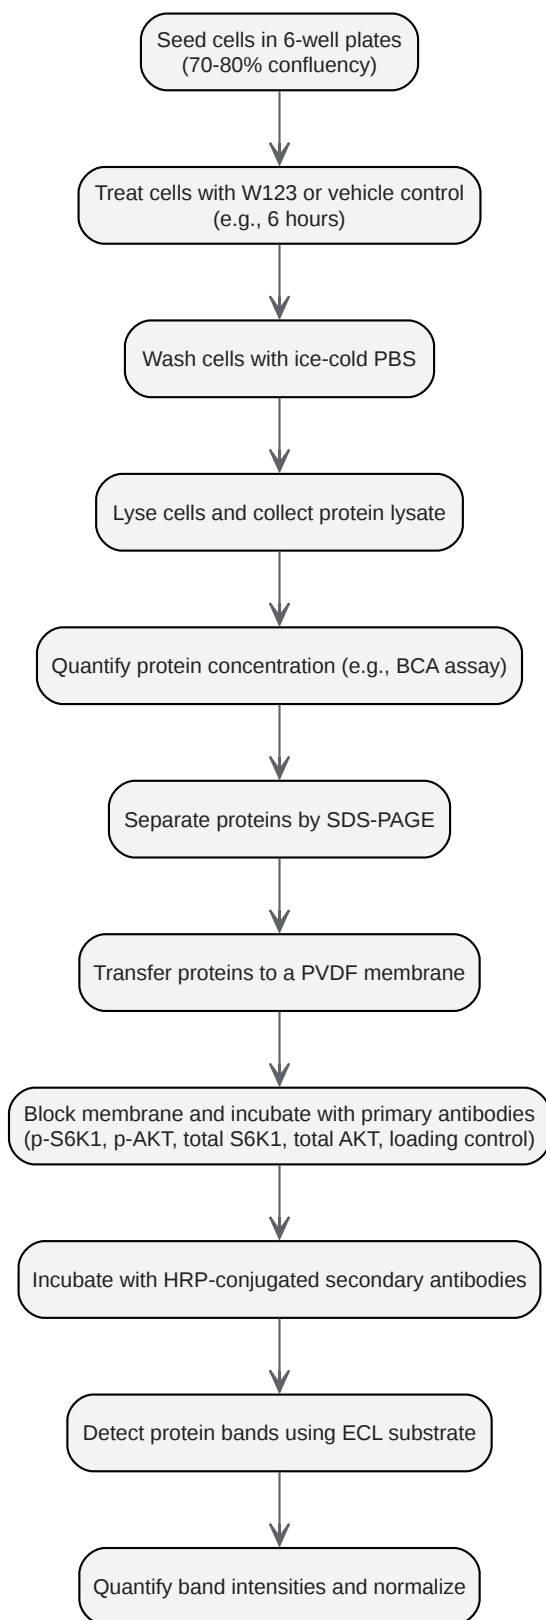 Seed cells in 6-well plates
(70-80% confluency)
Treat cells with W123 or vehicle control
(e.g., 6 hours)
Wash cells with ice-cold PBS
Lyse cells and collect protein lysate
Quantify protein concentration (e.g., BCA assay)
Separate proteins by SDS-PAGE
Transfer proteins to a PVDF membrane
Block membrane and incubate with primary antibodies
(p-S6K1, p-AKT, total S6K1, total AKT, loading control)
Incubate with HRP-conjugated secondary antibodies
Detect protein bands using ECL substrate
Quantify band intensities and normalize